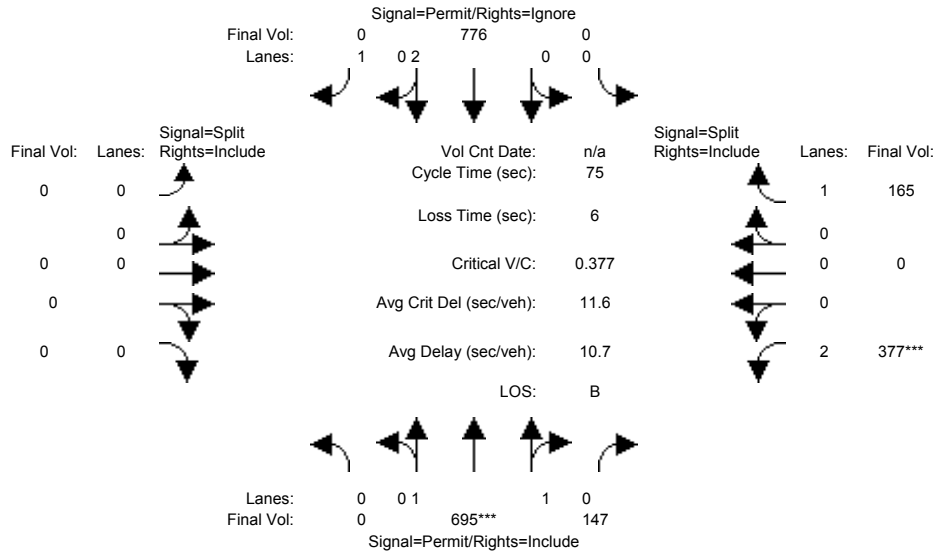 Signal=Permit/Rights=Ignore
Final Vol: 0 776 0
Lanes: 1 0 2 0 0
Signal=Split Signal=Split
Final Vol: Lanes: Rights=Include Vol Cnt Date: n/a Rights=Include Lanes: Final Vol:
Cycle Time (sec): 75
0 0 1 165
Loss Time (sec): 6
0 0
0 0 Critical V/C: 0.377 0 0
0 Avg Crit Del (sec/veh): 11.6 0
0 0 Avg Delay (sec/veh): 10.7 2 377***
LOS: B
Lanes: 0 0 1 1 0
Final Vol: 0 695*** 147
Signal=Permit/Rights=Include